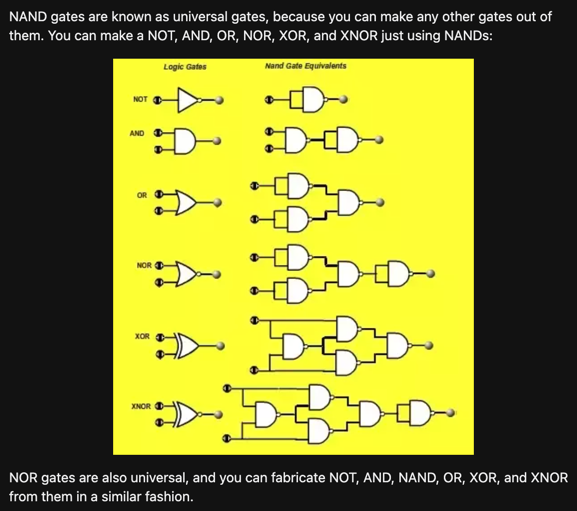 NAND gates are known as universal gates, because you can make any other gates out of
them. You can make a NOT, AND, OR, NOR, XOR, and XNOR just using NANDs:
Logic Gates
Nand Gate Equivalents
NOT
AND
OR
NOR
XOR
XNOR
NOR gates are also universal, and you can fabricate NOT, AND, NAND, OR, XOR, and XNOR
from them in a similar fashion.